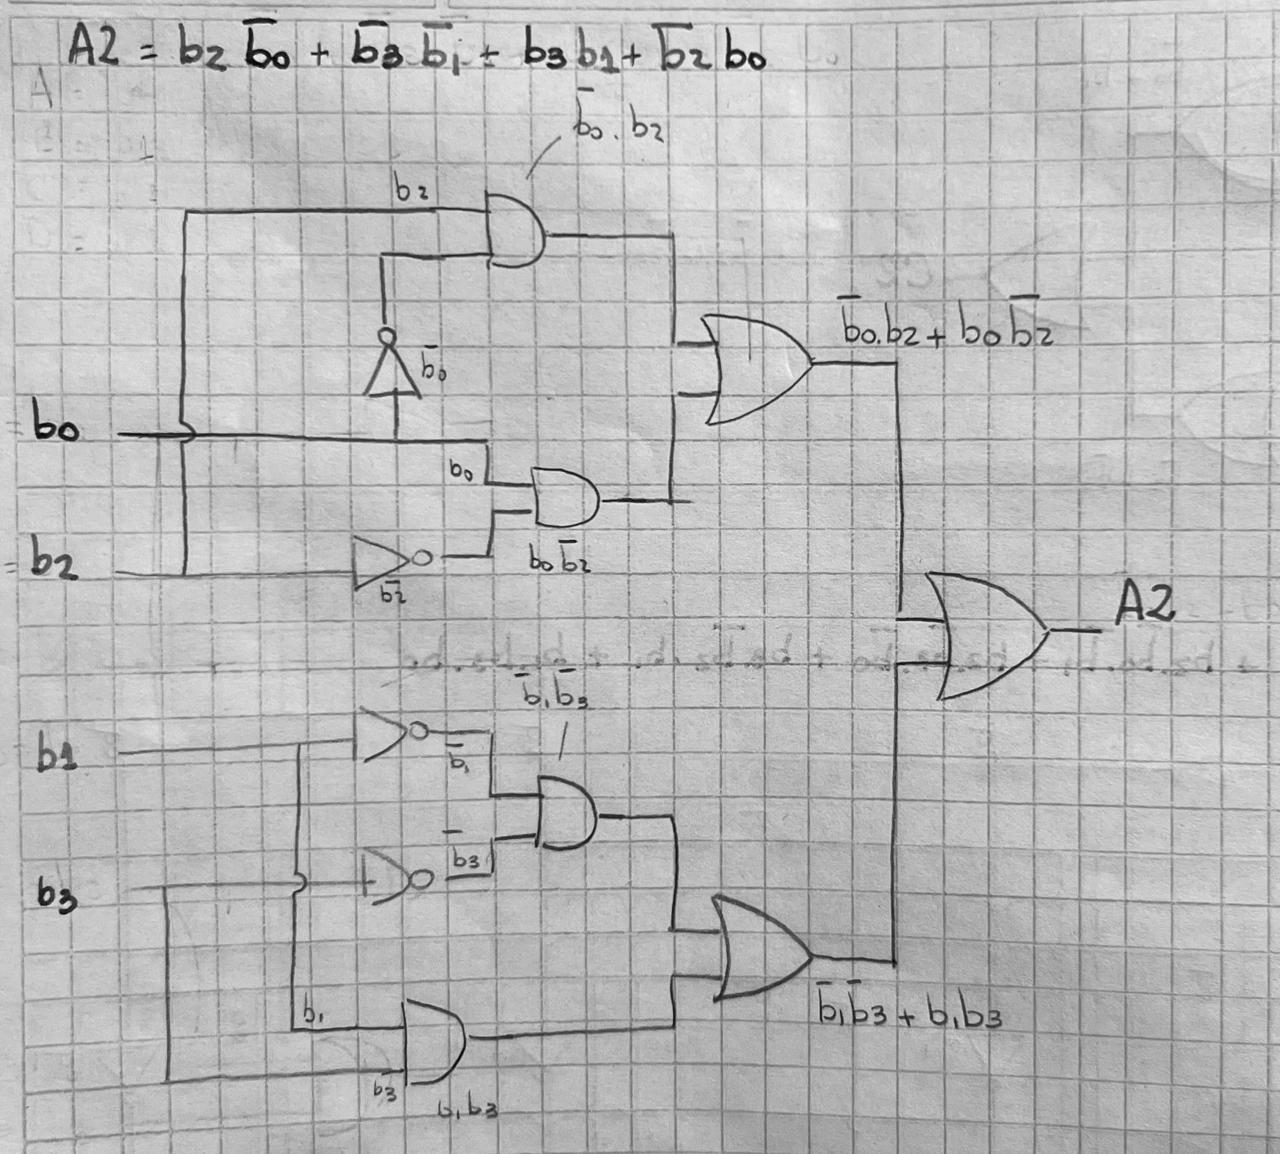 A2 = b2 b̅0 + b̅3 b̅1 + b3 b1 + b̅2 b0
b̅0 . b2
b2
b̅0
b̅0.b2 + b0 b̅2
b0
b0
b2
b̅2
b0 b̅2
A2
b̅1 b̅3
b1
b̅1
b̅3
b3
b1
b̅1 b̅3 + b1 b3
b3
b1 b3